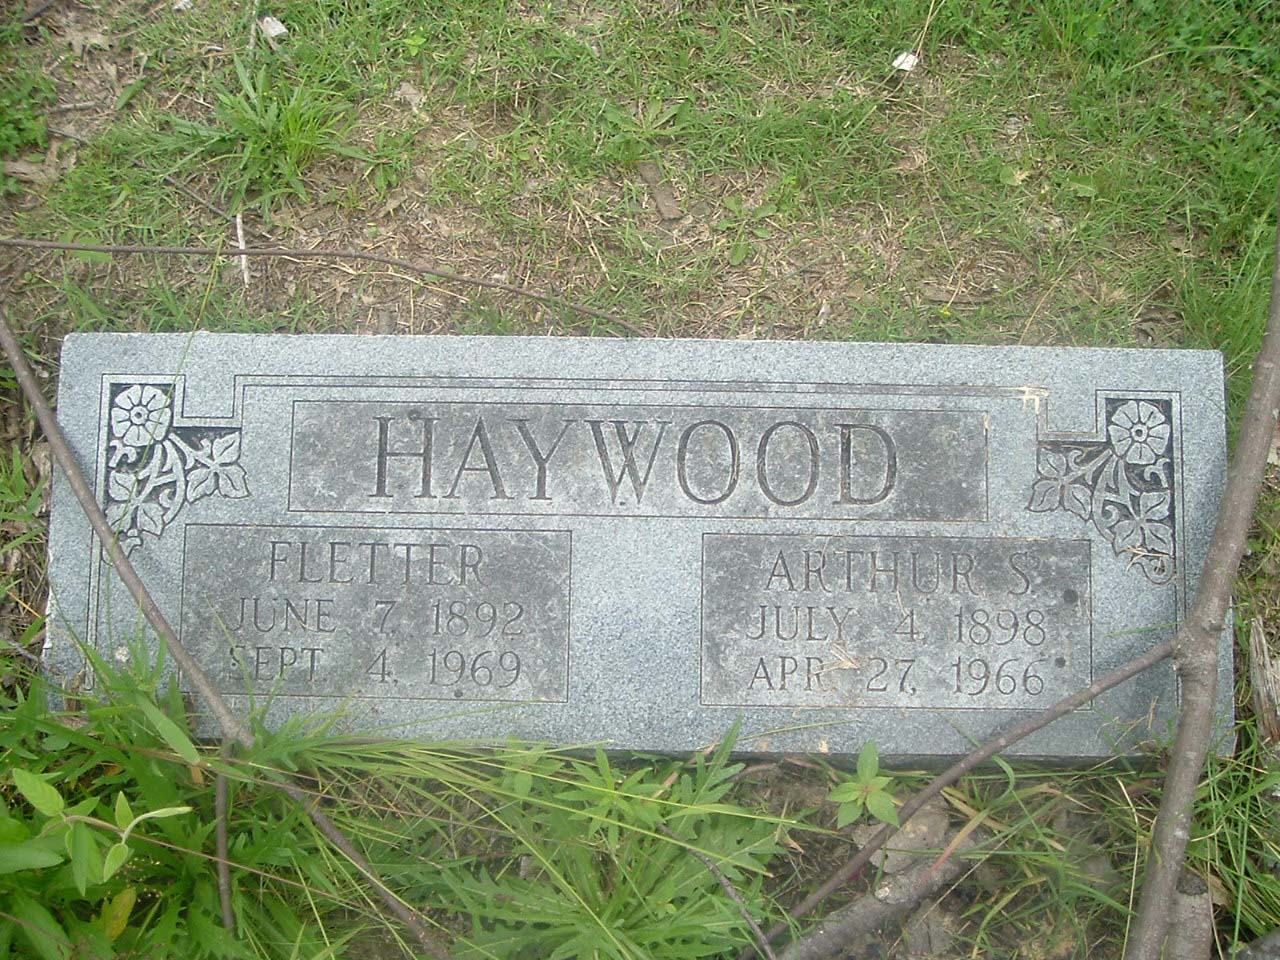 HAYWOOD
FLETTER
JUNE 7, 1892
SEPT. 4, 1969
ARTHUR S.
JULY 4, 1898
APR. 27, 1966